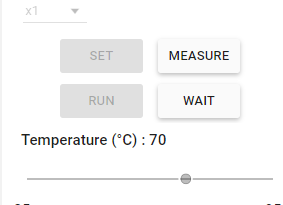 x1
SET MEASURE
RUN WAIT
Temperature (°C) : 70